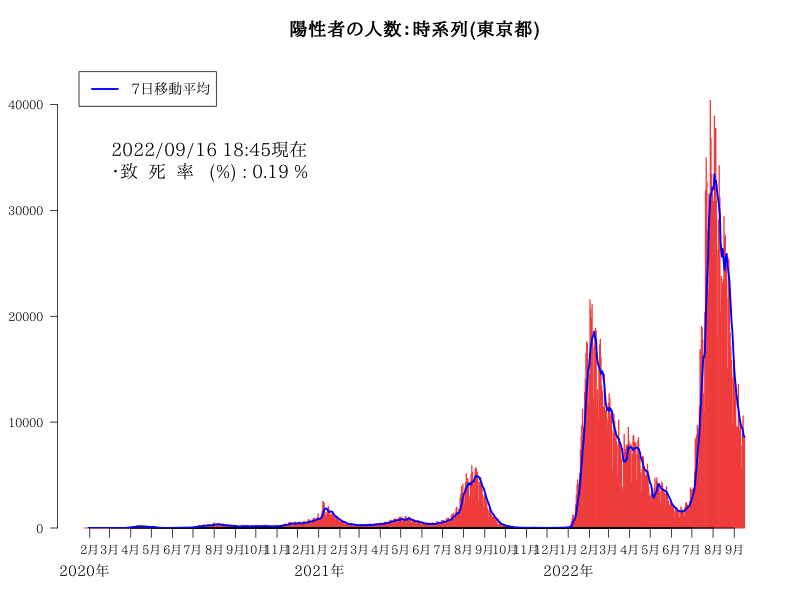 陽性者の人数:時系列(東京都)
7日移動平均
2022/09/16 18:45現在
・致 死 率 (%) : 0.19 %
40000
30000
20000
10000
0
2月 3月 4月 5月 6月 7月 8月 9月 10月 11月 12月 1月 2月 3月 4月 5月 6月 7月 8月 9月 10月 11月 12月 1月 2月 3月 4月 5月 6月 7月 8月 9月
2020年 2021年 2022年